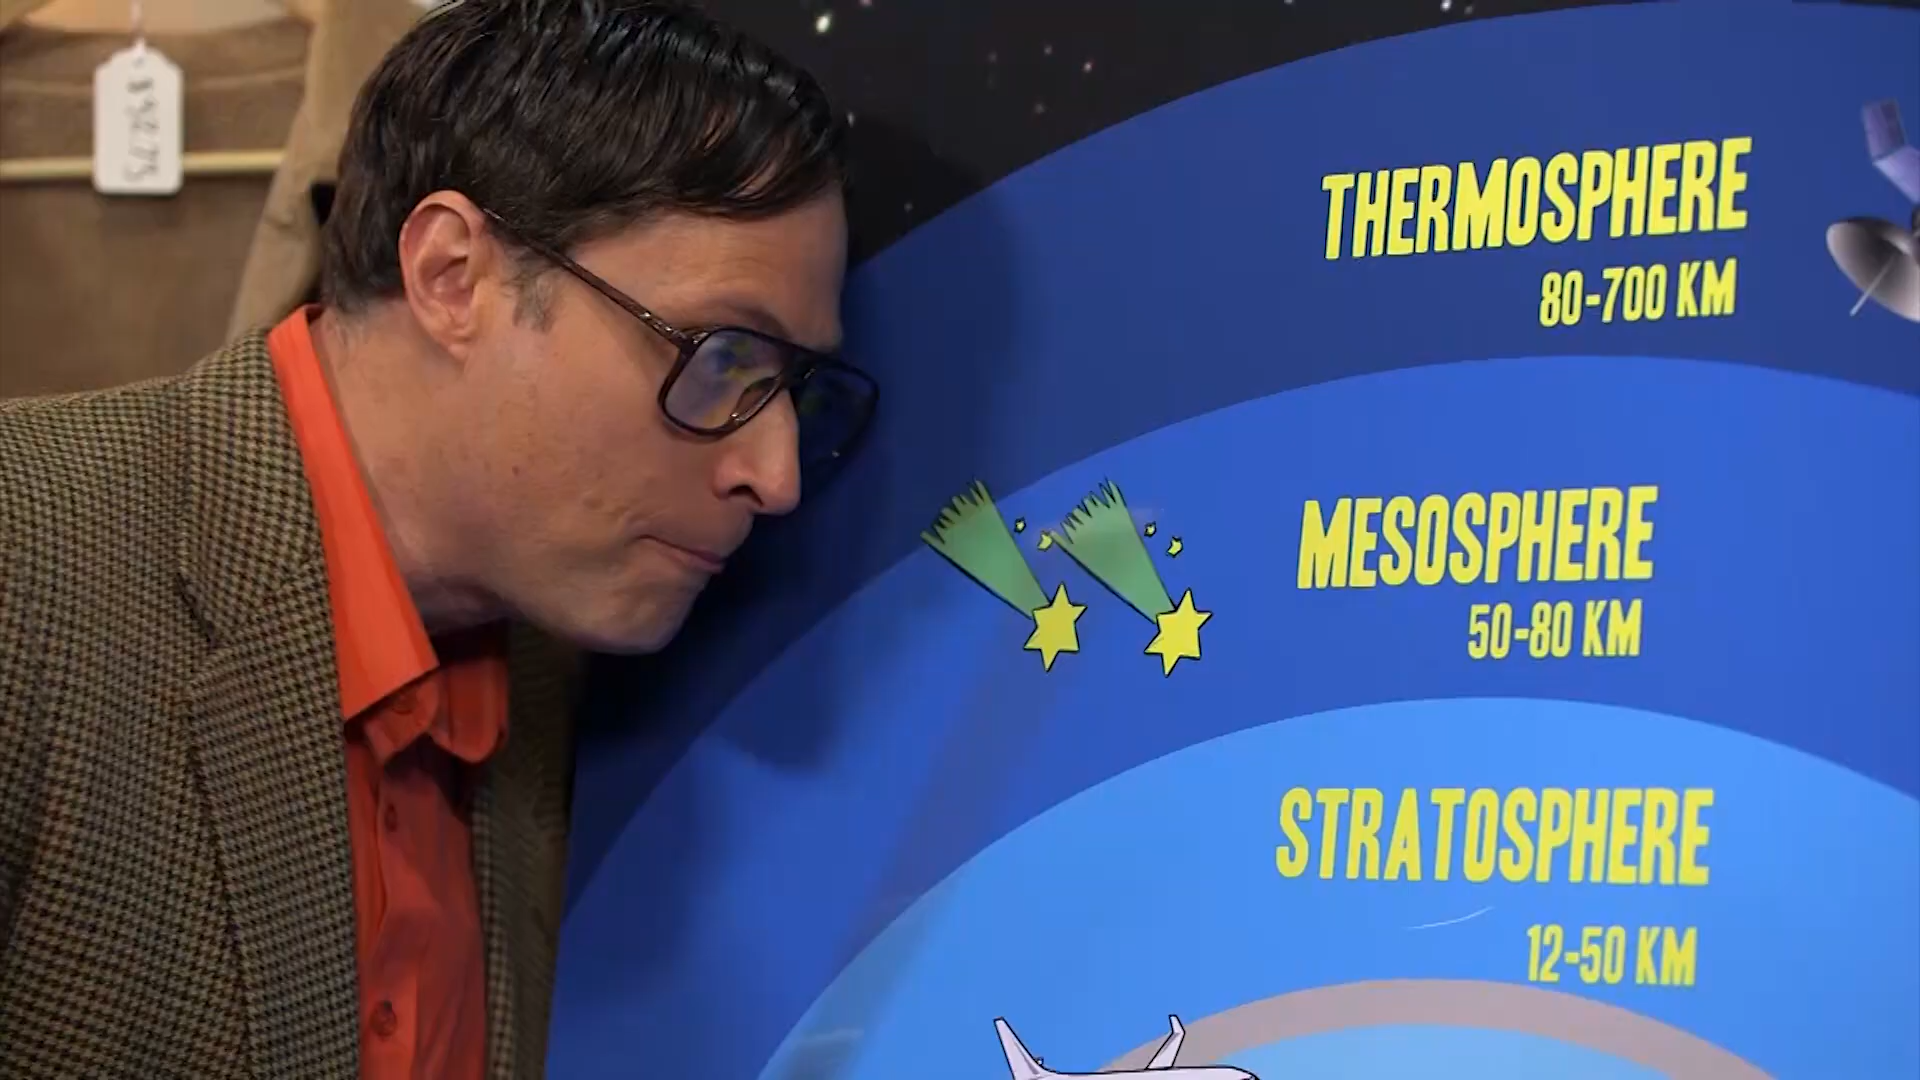 THERMOSPHERE
80-700 KM
MESOSPHERE
50-80 KM
STRATOSPHERE
12-50 KM